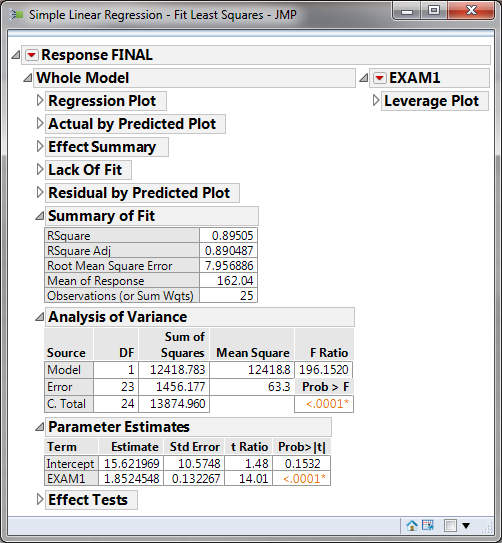 Simple Linear Regression - Fit Least Squares - JMP
Response FINAL
Whole Model
Regression Plot
Actual by Predicted Plot
Effect Summary
Lack Of Fit
Residual by Predicted Plot
Summary of Fit
RSquare 0.89505
RSquare Adj 0.890487
Root Mean Square Error 7.956886
Mean of Response 162.04
Observations (or Sum Wgts) 25
Analysis of Variance
Source DF Sum of Squares Mean Square F Ratio
Model 1 12418.783 12418.8 196.1520
Error 23 1456.177 63.3 Prob > F
C. Total 24 13874.960 <.0001*
Parameter Estimates
Term Estimate Std Error t Ratio Prob>|t|
Intercept 15.621969 10.5748 1.48 0.1532
EXAM1 1.8524548 0.132267 14.01 <.0001*
Effect Tests
EXAM1
Leverage Plot